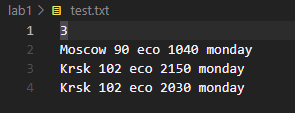 lab1 > test.txt
1 3
2 Moscow 90 eco 1040 monday
3 Krsk 102 eco 2150 monday
4 Krsk 102 eco 2030 monday